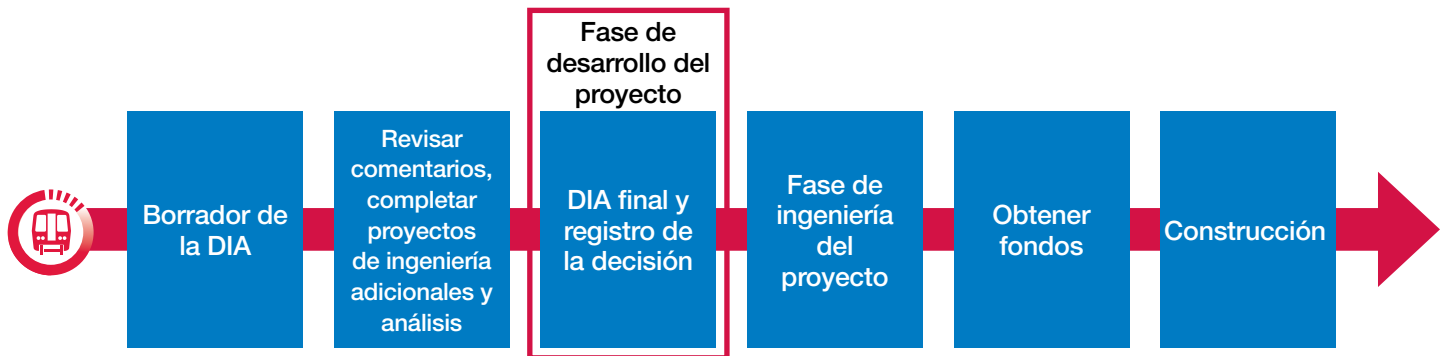 Borrador de
la DIA
Revisar
comentarios,
completar
proyectos
de ingeniería
adicionales y
análisis
Fase de
desarrollo del
proyecto
DIA final y
registro de
la decisión
Fase de
ingeniería
del
proyecto
Obtener
fondos
Construcción